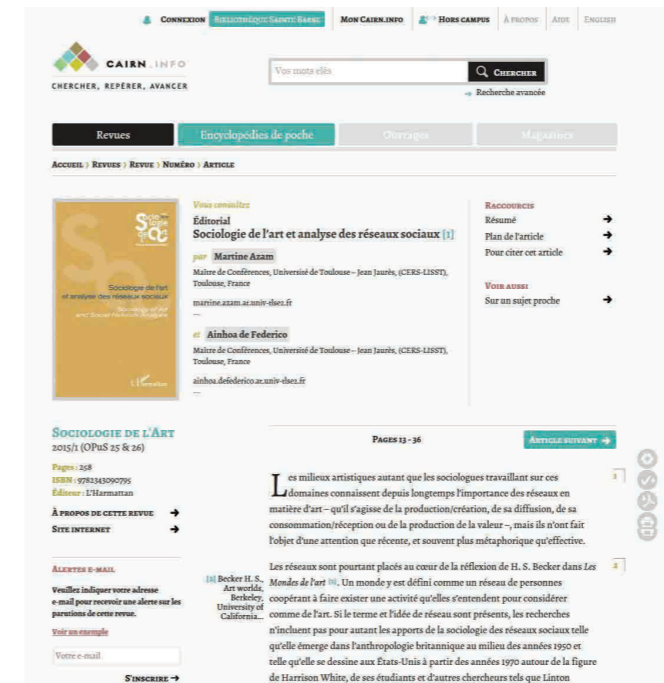 CONNEXION BIBLIOTHÈQUE SAINTE BARBE MON CAIRN.INFO HORS CAMPUS À PROPOS AIDE ENGLISH
CAIRN.INFO
CHERCHER, REPÉRER, AVANCER
Vos mots clés
CHERCHER
Recherche avancée
Revues Encyclopédies de poche Ouvrages Magazines
ACCUEIL REVUES REVUE NUMÉRO ARTICLE
Sociologie de l'art
et analyse des réseaux sociaux
Sociology of Art
and Social Network Analysis
L'Harmattan
Vous consultez
Éditorial
Sociologie de l'art et analyse des réseaux sociaux [1]
par Martine Azam
Maître de Conférences, Université de Toulouse – Jean Jaurès, (CERS-LISST),
Toulouse, France
martine.azam.ar.univ-tlse2.fr
—
et Ainhoa de Federico
Maître de Conférences, Université de Toulouse – Jean Jaurès, (CERS-LISST),
Toulouse, France
ainhoa.defederico.ar.univ-tlse2.fr
—
RACCOURCIS
Résumé
Plan de l'article
Pour citer cet article
VOIR AUSSI
Sur un sujet proche
SOCIOLOGIE DE L'ART
2015/1 (OPuS 25 & 26)
Pages : 258
ISBN : 9782343090795
Éditeur : L'Harmattan
À PROPOS DE CETTE REVUE
SITE INTERNET
ALERTES E-MAIL
Veuillez indiquer votre adresse
e-mail pour recevoir une alerte sur les
parutions de cette revue.
Voir un exemple
Votre e-mail
S'INSCRIRE
PAGES 13 - 36
ARTICLE SUIVANT
Les milieux artistiques autant que les sociologues travaillant sur ces 1
domaines connaissent depuis longtemps l'importance des réseaux en
matière d'art – qu'il s'agisse de la production/création, de sa diffusion, de sa
consommation/réception ou de la production de la valeur –, mais ils n'ont fait
l'objet d'une attention que récente, et souvent plus métaphorique qu'effective.
Les réseaux sont pourtant placés au cœur de la réflexion de H. S. Becker dans Les 2
Mondes de l'art [2]. Un monde y est défini comme un réseau de personnes
coopérant à faire exister une activité qu'elles s'entendent pour considérer
comme de l'art. Si le terme et l'idée de réseau sont présents, les recherches
n'incluent pas pour autant les apports de la sociologie des réseaux sociaux telle
qu'elle émerge dans l'anthropologie britannique au milieu des années 1950 et
telle qu'elle se dessine aux États-Unis à partir des années 1970 autour de la figure
de Harrison White, de ses étudiants et d'autres chercheurs tels que Linton
[2] Becker H. S.,
Art worlds,
Berkeley,
University of
California...